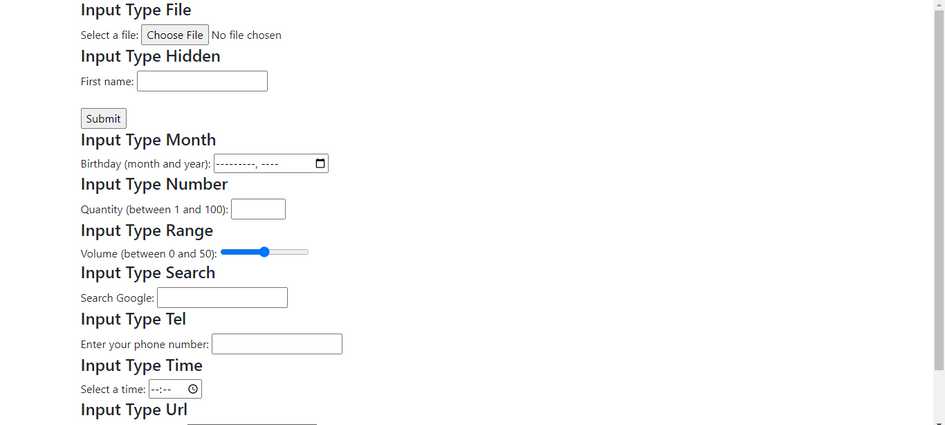 Input Type File
Select a file: Choose File No file chosen
Input Type Hidden
First name:
Submit
Input Type Month
Birthday (month and year): ---------, ----
Input Type Number
Quantity (between 1 and 100):
Input Type Range
Volume (between 0 and 50):
Input Type Search
Search Google:
Input Type Tel
Enter your phone number:
Input Type Time
Select a time: --:--
Input Type Url